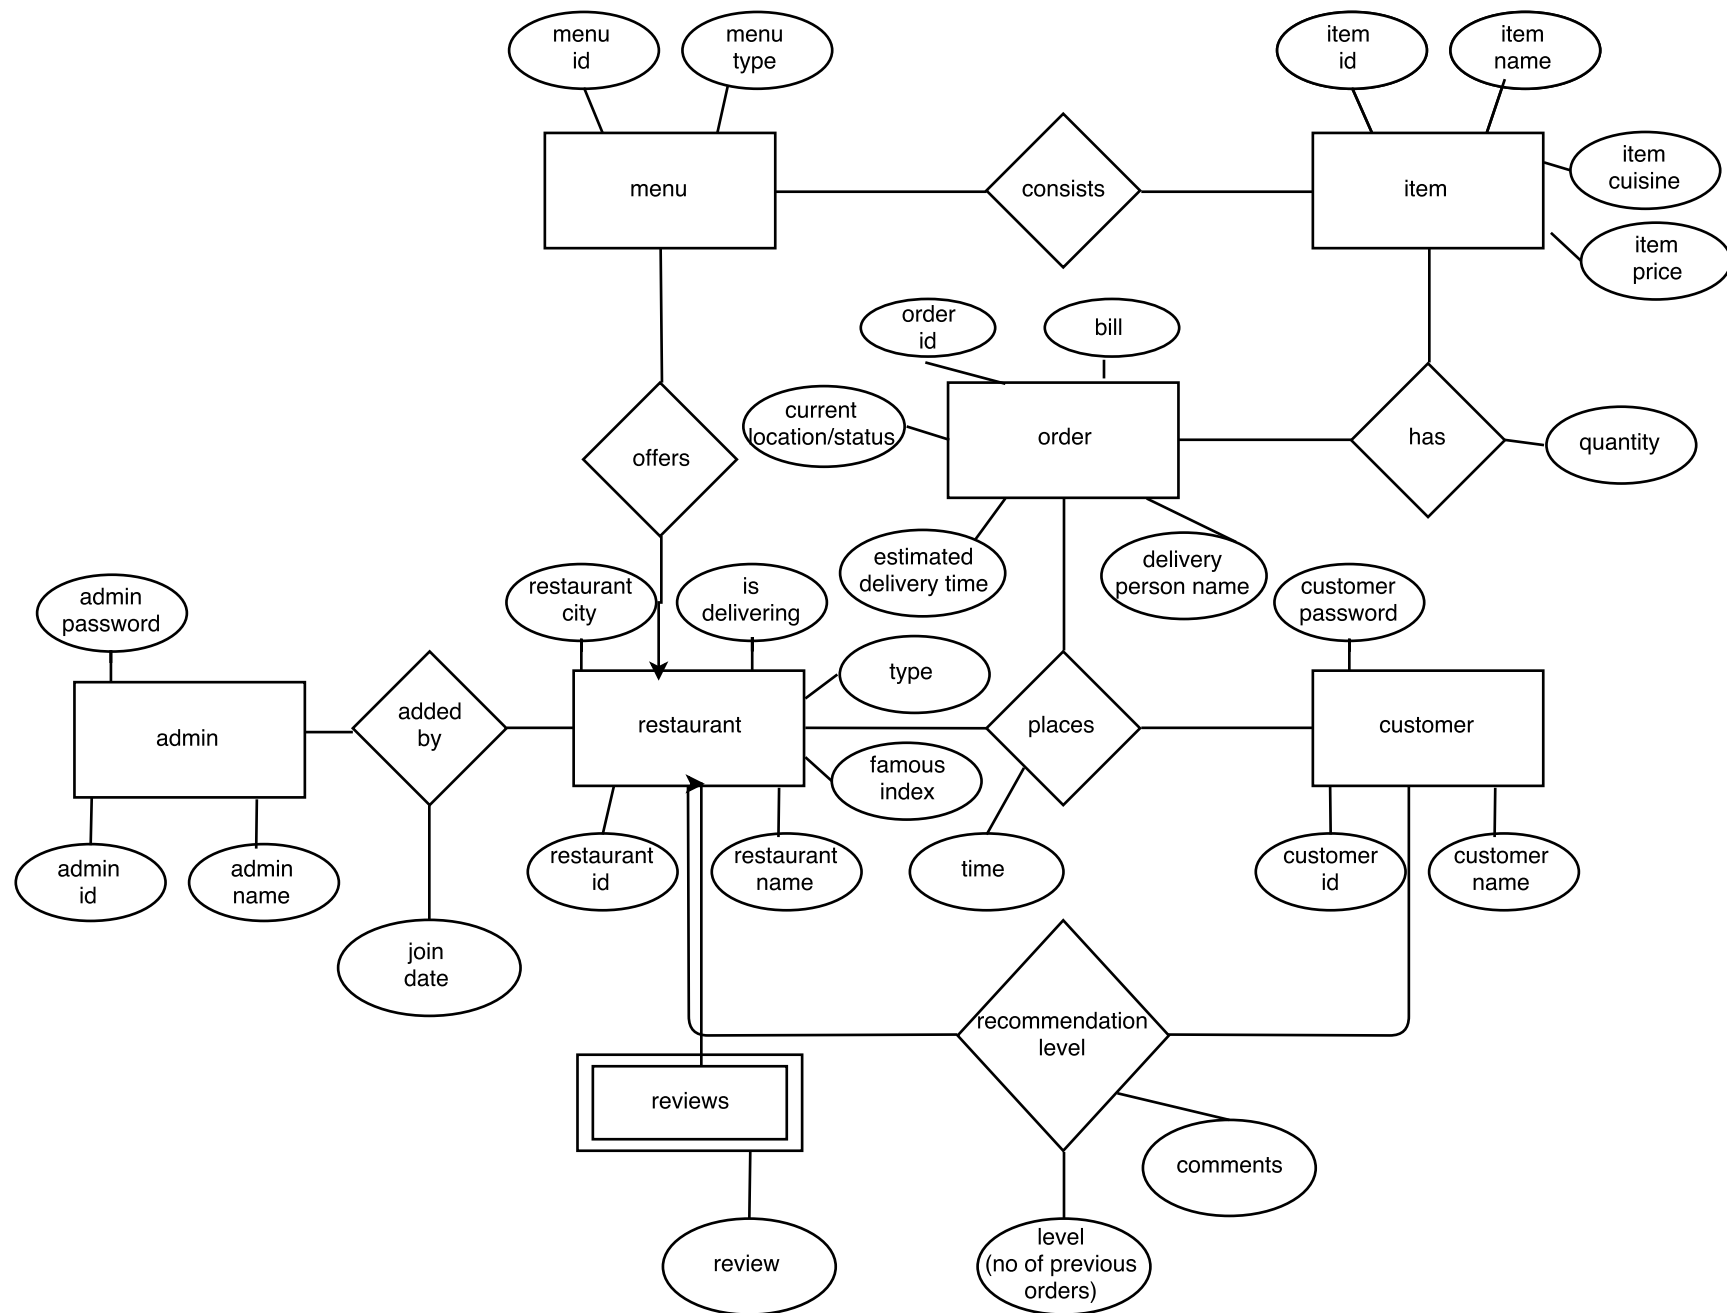 menu
id
menu
type
item
id
item
name
menu
consists
item
item
cuisine
item
price
order
id
bill
current
location/status
order
has
quantity
offers
estimated
delivery time
delivery
person name
admin
password
restaurant
city
is
delivering
customer
password
admin
added
by
restaurant
type
places
customer
famous
index
admin
id
admin
name
restaurant
id
restaurant
name
time
customer
id
customer
name
join
date
recommendation
level
reviews
comments
review
level
(no of previous
orders)